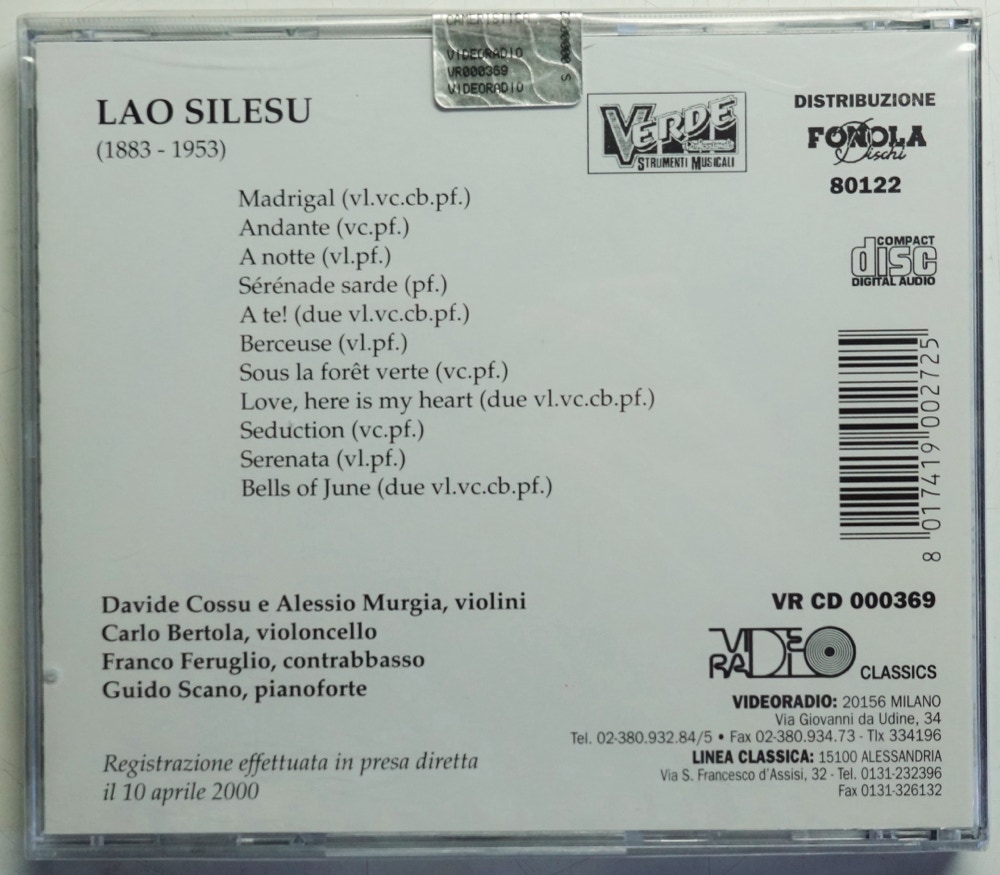 CAMERISTICA
VIDEORADIO
VR000369
VIDEORADIO
LAO SILESU
(1883 - 1953)
VERDE
STRUMENTI MUSICALI
DISTRIBUZIONE
FONOLA
Dischi
80122
COMPACT
disc
DIGITAL AUDIO
Madrigal (vl.vc.cb.pf.)
Andante (vc.pf.)
A notte (vl.pf.)
Sérénade sarde (pf.)
A te! (due vl.vc.cb.pf.)
Berceuse (vl.pf.)
Sous la forêt verte (vc.pf.)
Love, here is my heart (due vl.vc.cb.pf.)
Seduction (vc.pf.)
Serenata (vl.pf.)
Bells of June (due vl.vc.cb.pf.)
8 017419 002725
Davide Cossu e Alessio Murgia, violini
Carlo Bertola, violoncello
Franco Feruglio, contrabbasso
Guido Scano, pianoforte
Registrazione effettuata in presa diretta
il 10 aprile 2000
VR CD 000369
VIDEO
RADIO
CLASSICS
VIDEORADIO: 20156 MILANO
Via Giovanni da Udine, 34
Tel. 02-380.932.84/5 • Fax 02-380.934.73 - Tlx 334196
LINEA CLASSICA: 15100 ALESSANDRIA
Via S. Francesco d'Assisi, 32 - Tel. 0131-232396
Fax 0131-326132